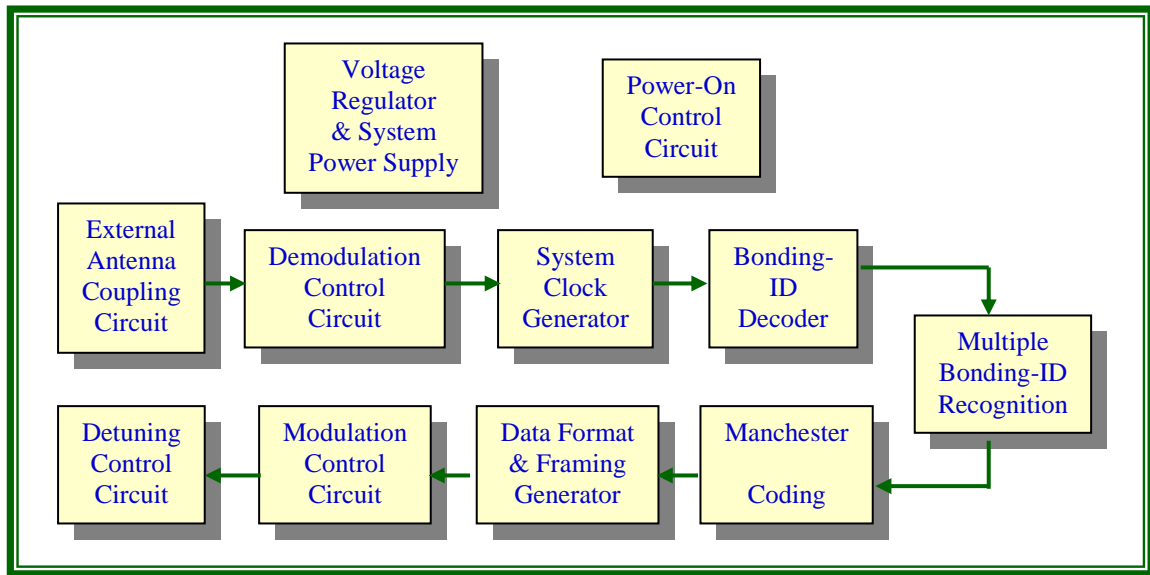 Voltage
Regulator
& System
Power Supply
Power-On
Control
Circuit
External
Antenna
Coupling
Circuit
Demodulation
Control
Circuit
System
Clock
Generator
Bonding-
ID
Decoder
Multiple
Bonding-ID
Recognition
Detuning
Control
Circuit
Modulation
Control
Circuit
Data Format
& Framing
Generator
Manchester
Coding